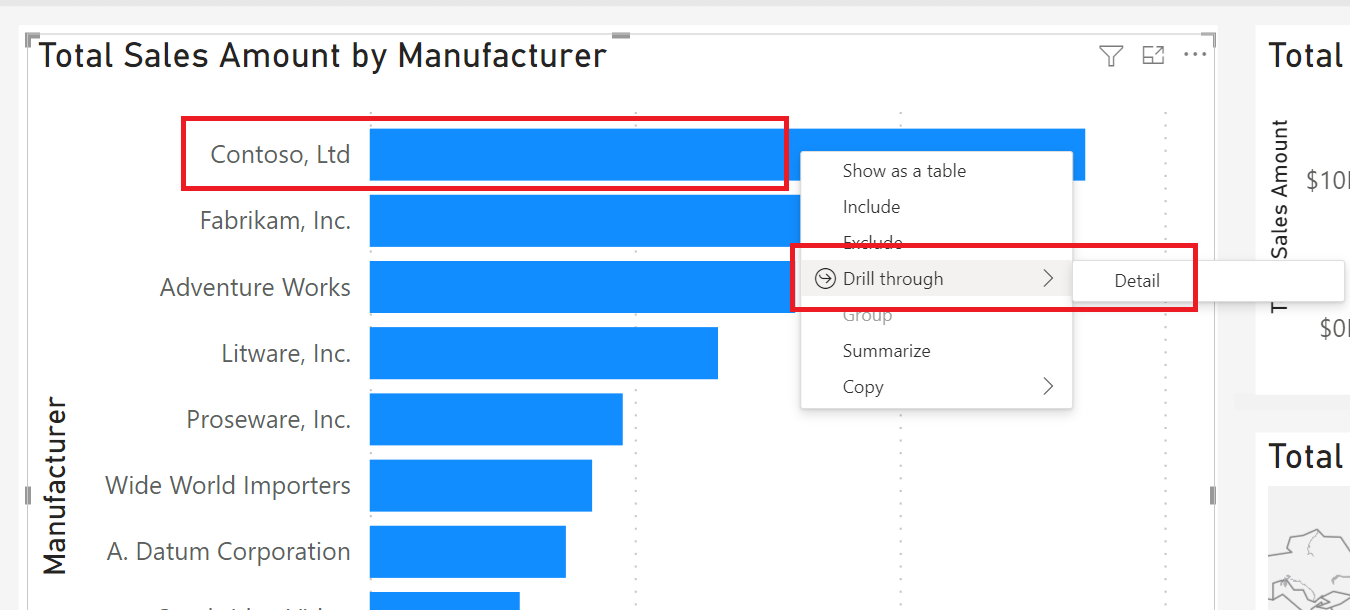 Total Sales Amount by Manufacturer
Contoso, Ltd
Fabrikam, Inc.
Adventure Works
Litware, Inc.
Proseware, Inc.
Wide World Importers
A. Datum Corporation
Manufacturer
Show as a table
Include
Exclude
Drill through
Detail
Group
Summarize
Copy
Total
Sales Amount
$10
$0
Total